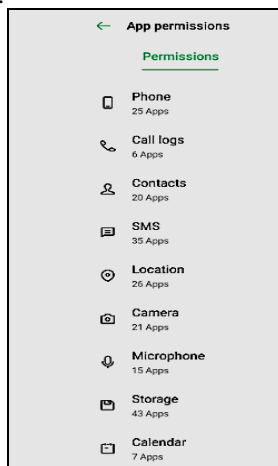 App permissions
Permissions
Phone
25 Apps
Call logs
6 Apps
Contacts
20 Apps
SMS
35 Apps
Location
26 Apps
Camera
21 Apps
Microphone
15 Apps
Storage
43 Apps
Calendar
7 Apps